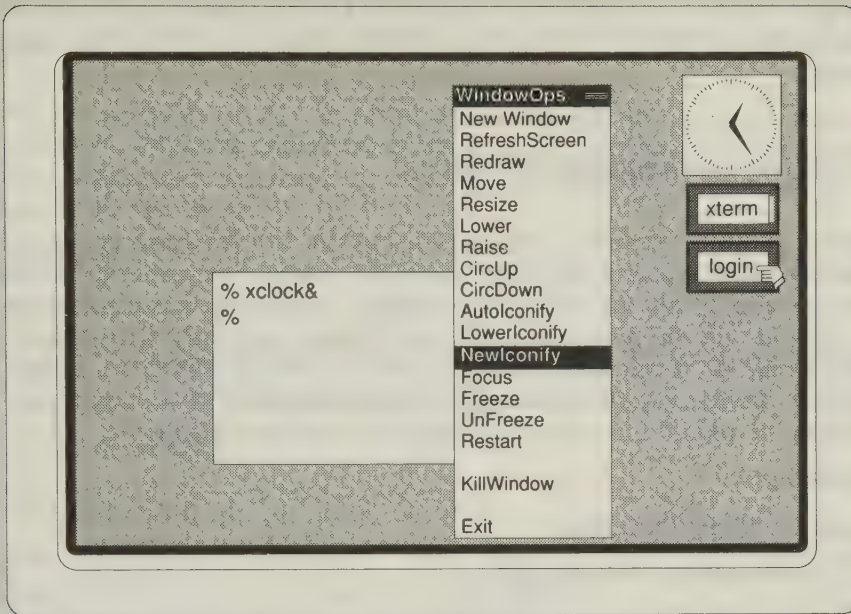 WindowOps
New Window
RefreshScreen
Redraw
Move
Resize
Lower
Raise
CircUp
CircDown
AutoIconify
LowerIconify
NewIconify
Focus
Freeze
UnFreeze
Restart
KillWindow
Exit
% xclock&
%
xterm
login